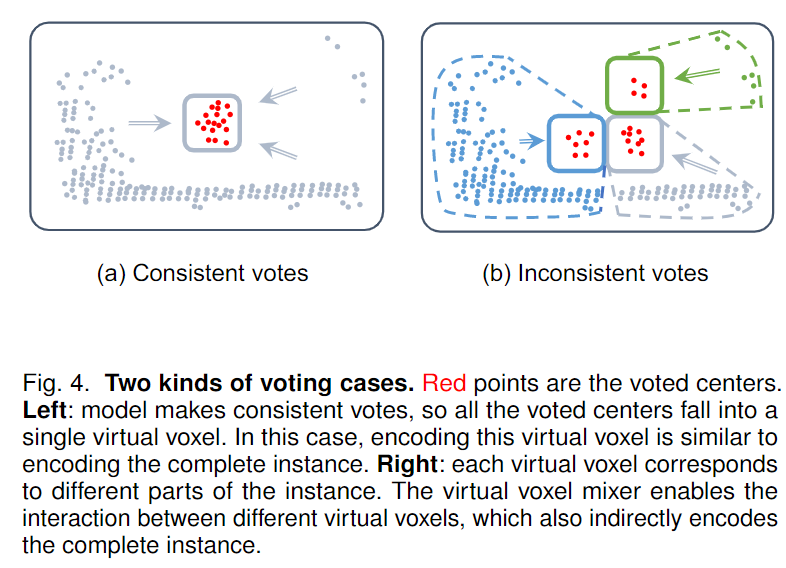 (a) Consistent votes
(b) Inconsistent votes
Fig. 4. Two kinds of voting cases. Red points are the voted centers.
Left: model makes consistent votes, so all the voted centers fall into a
single virtual voxel. In this case, encoding this virtual voxel is similar to
encoding the complete instance. Right: each virtual voxel corresponds
to different parts of the instance. The virtual voxel mixer enables the
interaction between different virtual voxels, which also indirectly encodes
the complete instance.